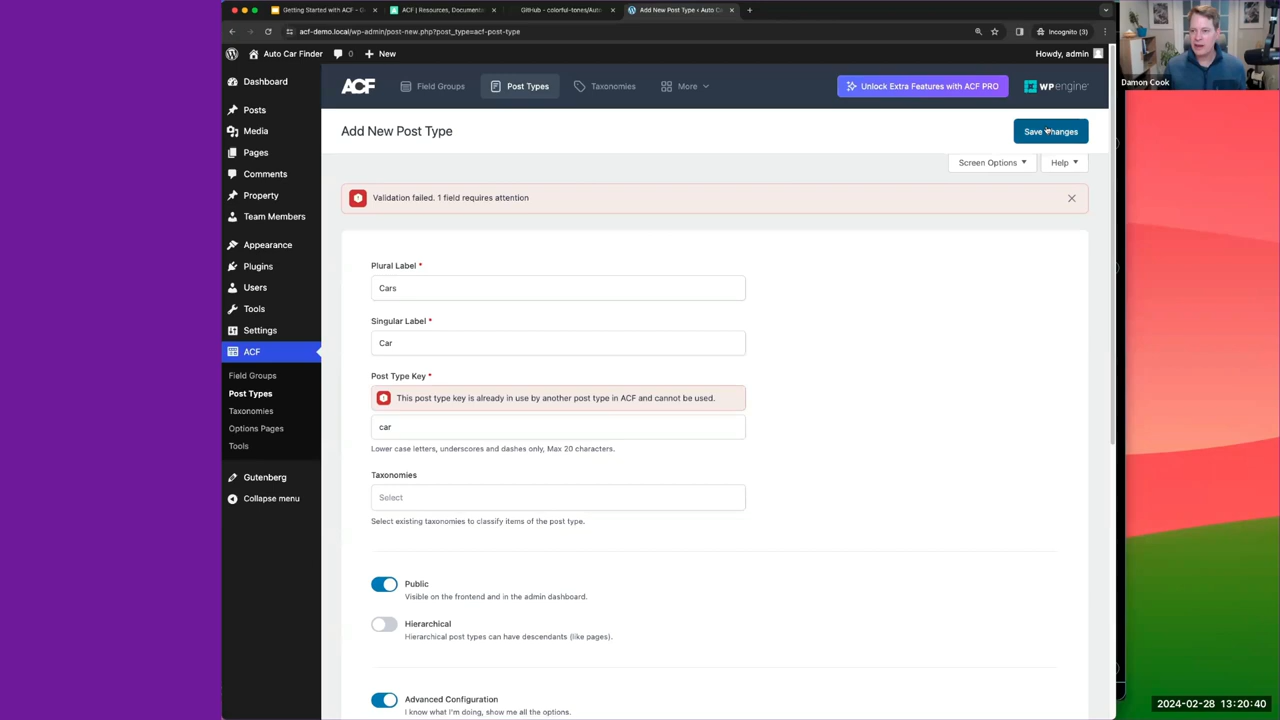 Getting Started with ACF - G
ACF | Resources, Document
GitHub - colorful-tones/Auto
Add New Post Type ‹ Auto Ca
acf-demo.local/wp-admin/post-new.php?post_type=acf-post-type
Incognito (3)
Auto Car Finder
0
New
Howdy, admin
Damon Cook
Dashboard
Posts
Media
Pages
Comments
Property
Team Members
Appearance
Plugins
Users
Tools
Settings
ACF
Field Groups
Post Types
Taxonomies
Options Pages
Tools
Gutenberg
Collapse menu
ACF
Field Groups
Post Types
Taxonomies
More
Unlock Extra Features with ACF PRO
WPengine
Add New Post Type
Save Changes
Screen Options
Help
Validation failed. 1 field requires attention
Plural Label *
Cars
Singular Label *
Car
Post Type Key *
This post type key is already in use by another post type in ACF and cannot be used.
car
Lower case letters, underscores and dashes only, Max 20 characters.
Taxonomies
Select
Select existing taxonomies to classify items of the post type.
Public
Visible on the frontend and in the admin dashboard.
Hierarchical
Hierarchical post types can have descendants (like pages).
Advanced Configuration
I know what I'm doing, show me all the options.
2024-02-28 13:20:40